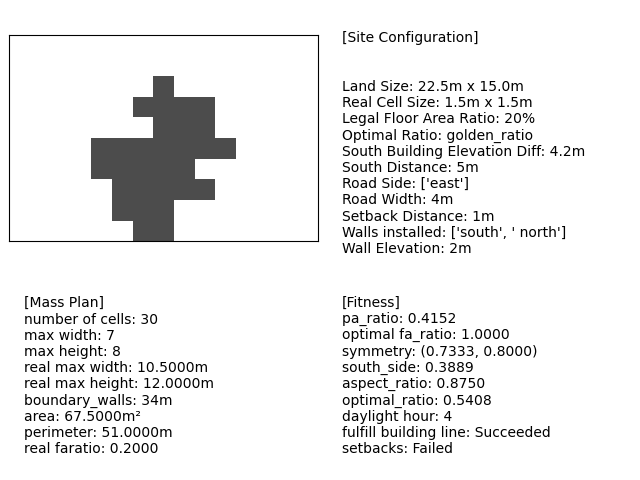 [Site Configuration]
Land Size: 22.5m x 15.0m
Real Cell Size: 1.5m x 1.5m
Legal Floor Area Ratio: 20%
Optimal Ratio: golden_ratio
South Building Elevation Diff: 4.2m
South Distance: 5m
Road Side: ['east']
Road Width: 4m
Setback Distance: 1m
Walls installed: ['south', ' north']
Wall Elevation: 2m
[Mass Plan]
number of cells: 30
max width: 7
max height: 8
real max width: 10.5000m
real max height: 12.0000m
boundary_walls: 34m
area: 67.5000m²
perimeter: 51.0000m
real faratio: 0.2000
[Fitness]
pa_ratio: 0.4152
optimal fa_ratio: 1.0000
symmetry: (0.7333, 0.8000)
south_side: 0.3889
aspect_ratio: 0.8750
optimal_ratio: 0.5408
daylight hour: 4
fulfill building line: Succeeded
setbacks: Failed